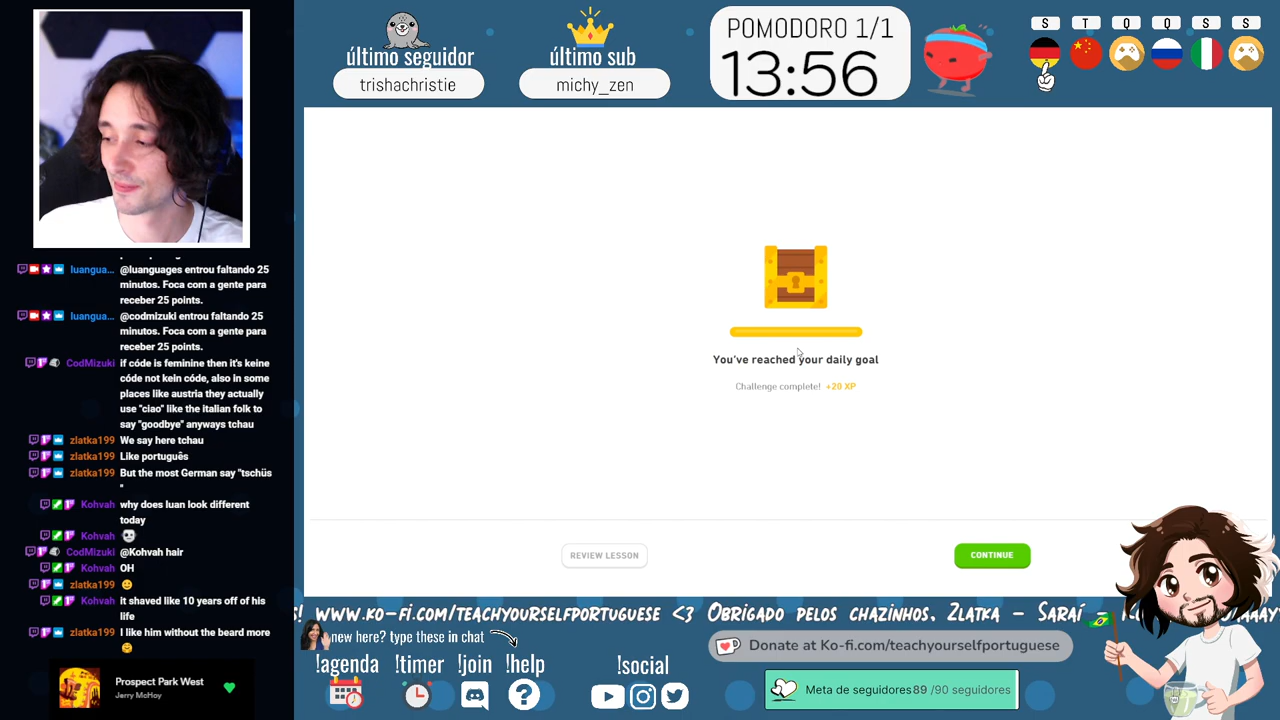 último seguidor
trishachristie
último sub
michy_zen
POMODORO 1/1
13:56
S T Q Q S S
luangua... @luanguages entrou faltando 25
minutos. Foca com a gente para
receber 25 points.
luangua... @codmizuki entrou faltando 25
minutos. Foca com a gente para
receber 25 points.
CodMizuki if códe is feminine then it's keine
códe not kein códe, also in some
places like austria they actually
use "ciao" like the italian folk to
say "goodbye" anyways tchau
zlatka199 We say here tchau
zlatka199 Like português
zlatka199 But the most German say "tschüs
"
Kohvah why does luan look different
today
Kohvah
CodMizuki @Kohvah hair
Kohvah OH
zlatka199
Kohvah it shaved like 10 years off of his
life
zlatka199 I like him without the beard more
Prospect Park West
Jerry McHoy
You've reached your daily goal
Challenge complete! +20 XP
REVIEW LESSON
CONTINUE
! www.ko-fi.com/teachyourselfportuguese <3 Obrigado pelos chazinhos, Zlatka - Saraí -
new here? type these in chat
Donate at Ko-fi.com/teachyourselfportuguese
!agenda !timer !join !help !social
Meta de seguidores 89 /90 seguidores